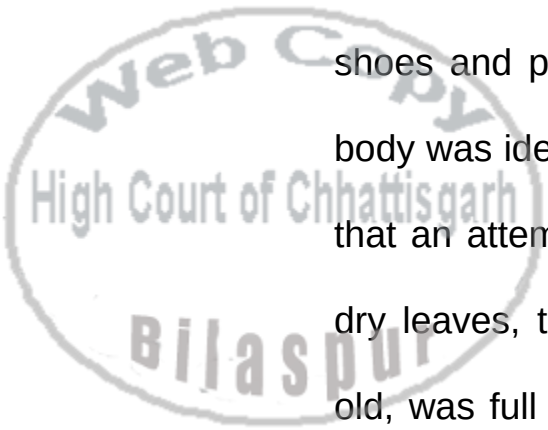 Web Copy
shoes and p
body was ide
High Court of Chhattisgarh
that an attem
dry leaves, t
Bilaspur
old, was full